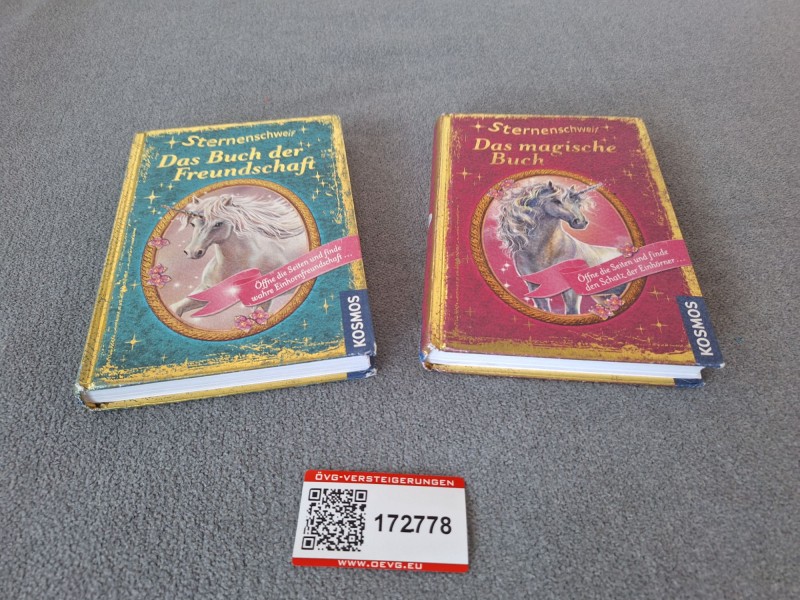 Sternenschweif
Das Buch der
Freundschaft
Öffne die Seiten und finde
wahre Einhornfreundschaft ...
KOSMOS
Sternenschweif
Das magische
Buch
Öffne die Seiten und finde
den Schatz der Einhörner ...
KOSMOS
ÖVG-VERSTEIGERUNGEN
172778
WWW.OEVG.EU